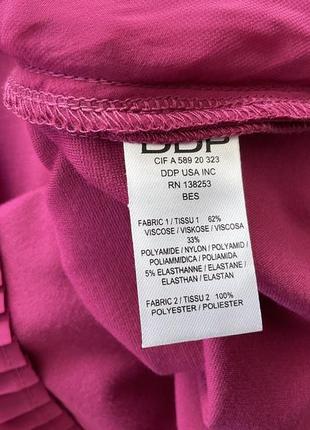 DDP
CIF A 589 20 323
DDP USA INC
RN 138253
BES
FABRIC 1 / TISSU 1 62%
VISCOSE / VISKOSE / VISCOSA
33%
POLYAMIDE / NYLON / POLYAMID /
POLIAMMIDICA / POLIAMIDA
5% ELASTHANNE / ELASTANE /
ELASTHAN / ELASTAN
FABRIC 2 / TISSU 2 100%
POLYESTER / POLIESTER